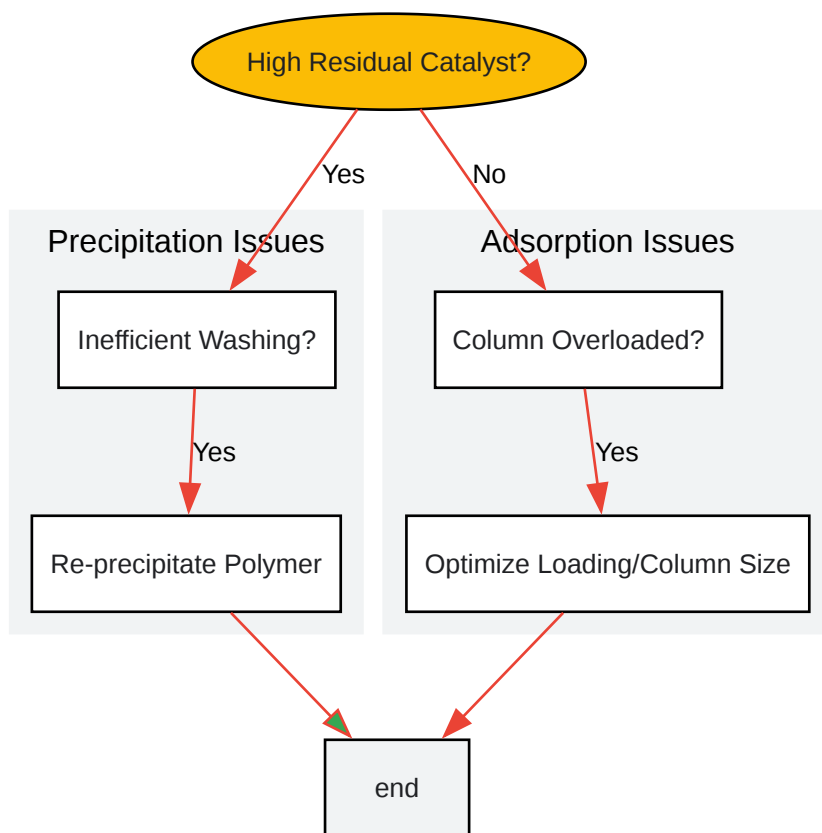 High Residual Catalyst?
Yes
No
Precipitation Issues
Adsorption Issues
Inefficient Washing?
Column Overloaded?
Yes
Yes
Re-precipitate Polymer
Optimize Loading/Column Size
end